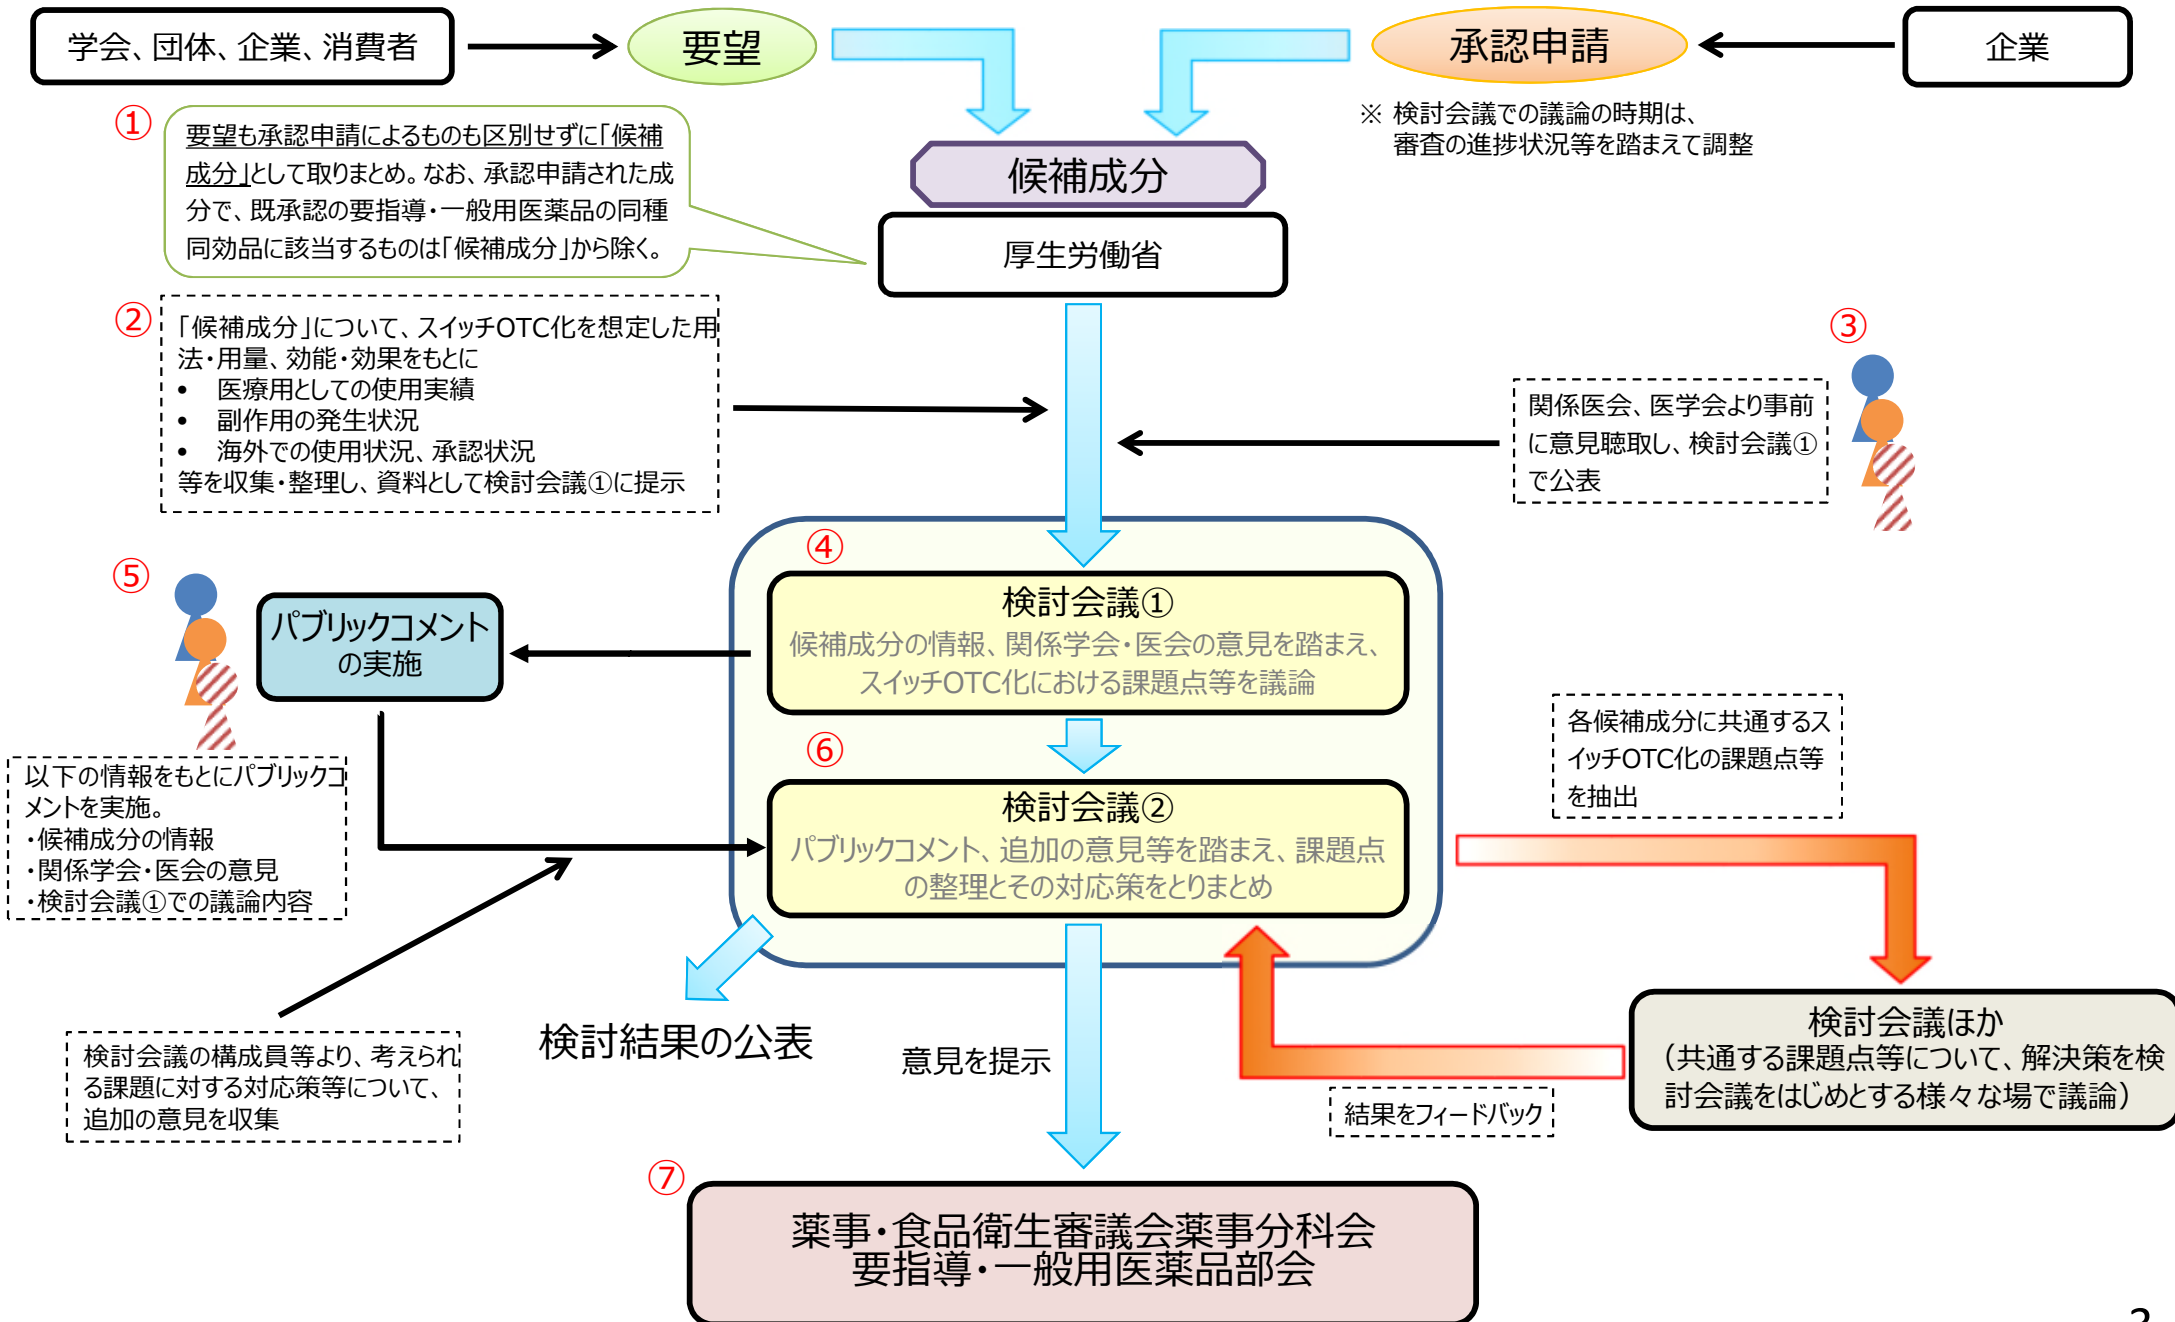 学会、団体、企業、消費者
要望
承認申請
企業
※ 検討会議での議論の時期は、
審査の進捗状況等を踏まえて調整
①
要望も承認申請によるものも区別せずに「候補
成分」として取りまとめ。なお、承認申請された成
分で、既承認の要指導・一般用医薬品の同種
同効品に該当するものは「候補成分」から除く。
候補成分
厚生労働省
②
「候補成分」について、スイッチOTC化を想定した用
法・用量、効能・効果をもとに
• 医療用としての使用実績
• 副作用の発生状況
• 海外での使用状況、承認状況
等を収集・整理し、資料として検討会議①に提示
③
関係医会、医学会より事前
に意見聴取し、検討会議①
で公表
④
検討会議①
候補成分の情報、関係学会・医会の意見を踏まえ、
スイッチOTC化における課題点等を議論
⑤
パブリックコメント
の実施
以下の情報をもとにパブリックコ
メントを実施。
・候補成分の情報
・関係学会・医会の意見
・検討会議①での議論内容
⑥
検討会議②
パブリックコメント、追加の意見等を踏まえ、課題点
の整理とその対応策をとりまとめ
各候補成分に共通するス
イッチOTC化の課題点等
を抽出
検討会議の構成員等より、考えられ
る課題に対する対応策等について、
追加の意見を収集
検討結果の公表
意見を提示
検討会議ほか
（共通する課題点等について、解決策を検
討会議をはじめとする様々な場で議論）
結果をフィードバック
⑦
薬事・食品衛生審議会薬事分科会
要指導・一般用医薬品部会
2